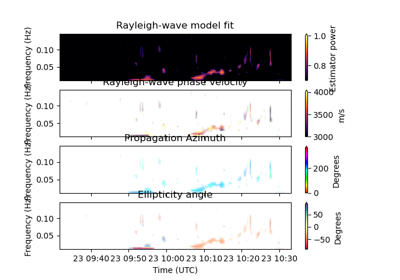 Rayleigh-wave model fit
Frequency (Hz)
0.10
0.05
1.0
0.8
Estimator power
Rayleigh-wave phase velocity
Frequency (Hz)
0.10
0.05
4000
3500
3000
m/s
Propagation Azimuth
Frequency (Hz)
0.10
0.05
200
0
Degrees
Ellipticity angle
Frequency (Hz)
0.10
0.05
50
0
−50
Degrees
23 09:40 23 09:50 23 10:00 23 10:10 23 10:20 23 10:30
Time (UTC)